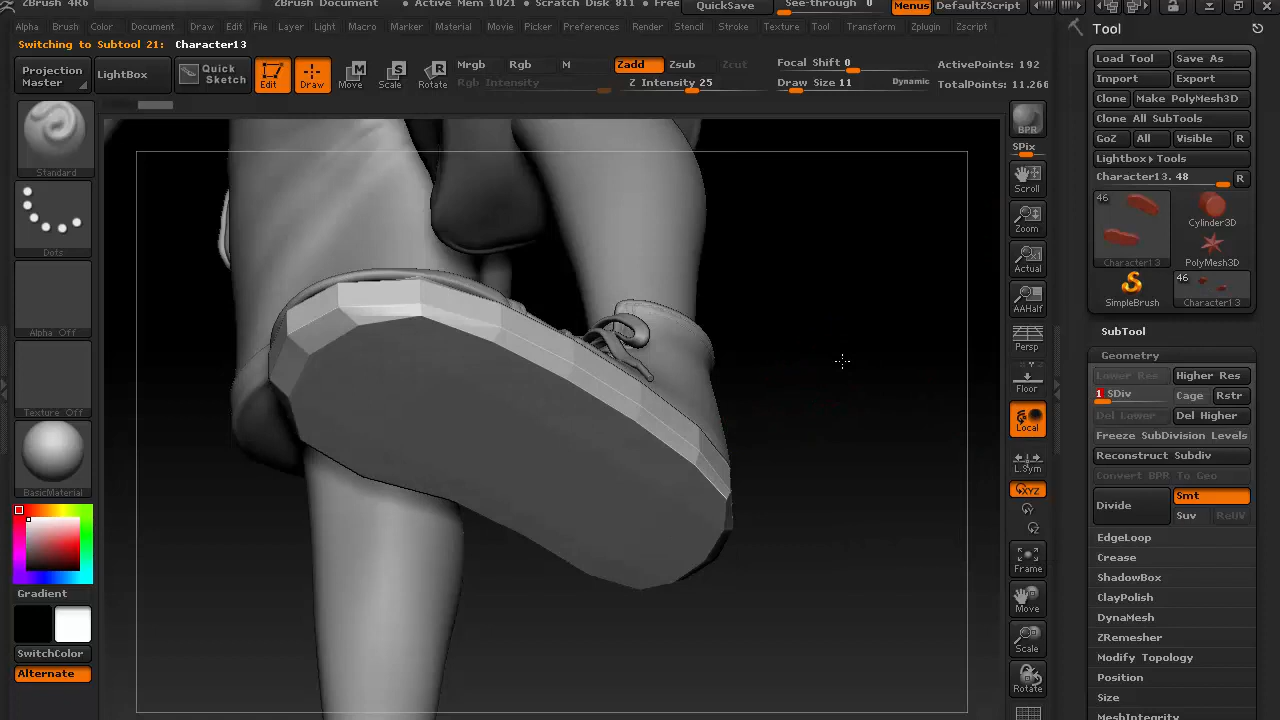 ZBrush 4R6 ZBrush Document • Active Mem 1021 • Scratch Disk 811 • Free QuickSave See-through 0 Menus DefaultZScript
Alpha Brush Color Document Draw Edit File Layer Light Macro Marker Material Movie Picker Preferences Render Stencil Stroke Texture Tool Transform Zplugin Zscript
Switching to Subtool 21: Character13
Projection Master
LightBox
Quick Sketch
Edit
Draw
Move
Scale
Rotate
Mrgb Rgb M
Rgb Intensity
Zadd Zsub Zcut
Z Intensity 25
Focal Shift 0
Draw Size 11 Dynamic
ActivePoints: 192
TotalPoints: 11.266
Standard
Dots
Alpha Off
Texture Off
BasicMaterial
Gradient
SwitchColor
Alternate
BPR
SPix
Scroll
Zoom
Actual
AAHalf
Persp
Floor
Local
L.Sym
XYZ
Y
Z
Frame
Move
Scale
Rotate
Tool
Load Tool Save As
Import Export
Clone Make PolyMesh3D
Clone All SubTools
GoZ All Visible R
Lightbox Tools
Character13. 48 R
46
Character13
Cylinder3D
PolyMesh3D
SimpleBrush
46
Character13
SubTool
Geometry
Lower Res Higher Res
1 SDiv Cage Rstr
Del Lower Del Higher
Freeze SubDivision Levels
Reconstruct Subdiv
Convert BPR To Geo
Divide Smt
Suv ReUV
EdgeLoop
Crease
ShadowBox
ClayPolish
DynaMesh
ZRemesher
Modify Topology
Position
Size
MeshIntegrity